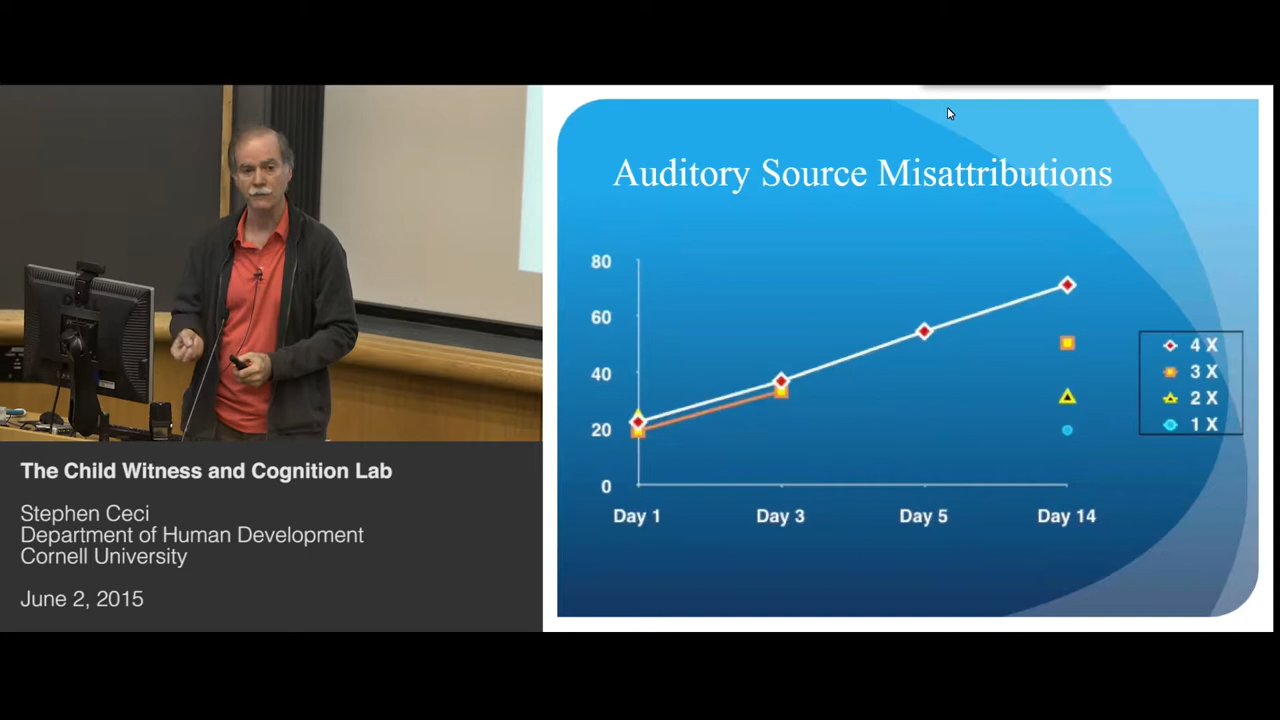 Auditory Source Misattributions
80
60
40
20
0
Day 1
Day 3
Day 5
Day 14
4 X
3 X
2 X
1 X
The Child Witness and Cognition Lab
Stephen Ceci
Department of Human Development
Cornell University
June 2, 2015